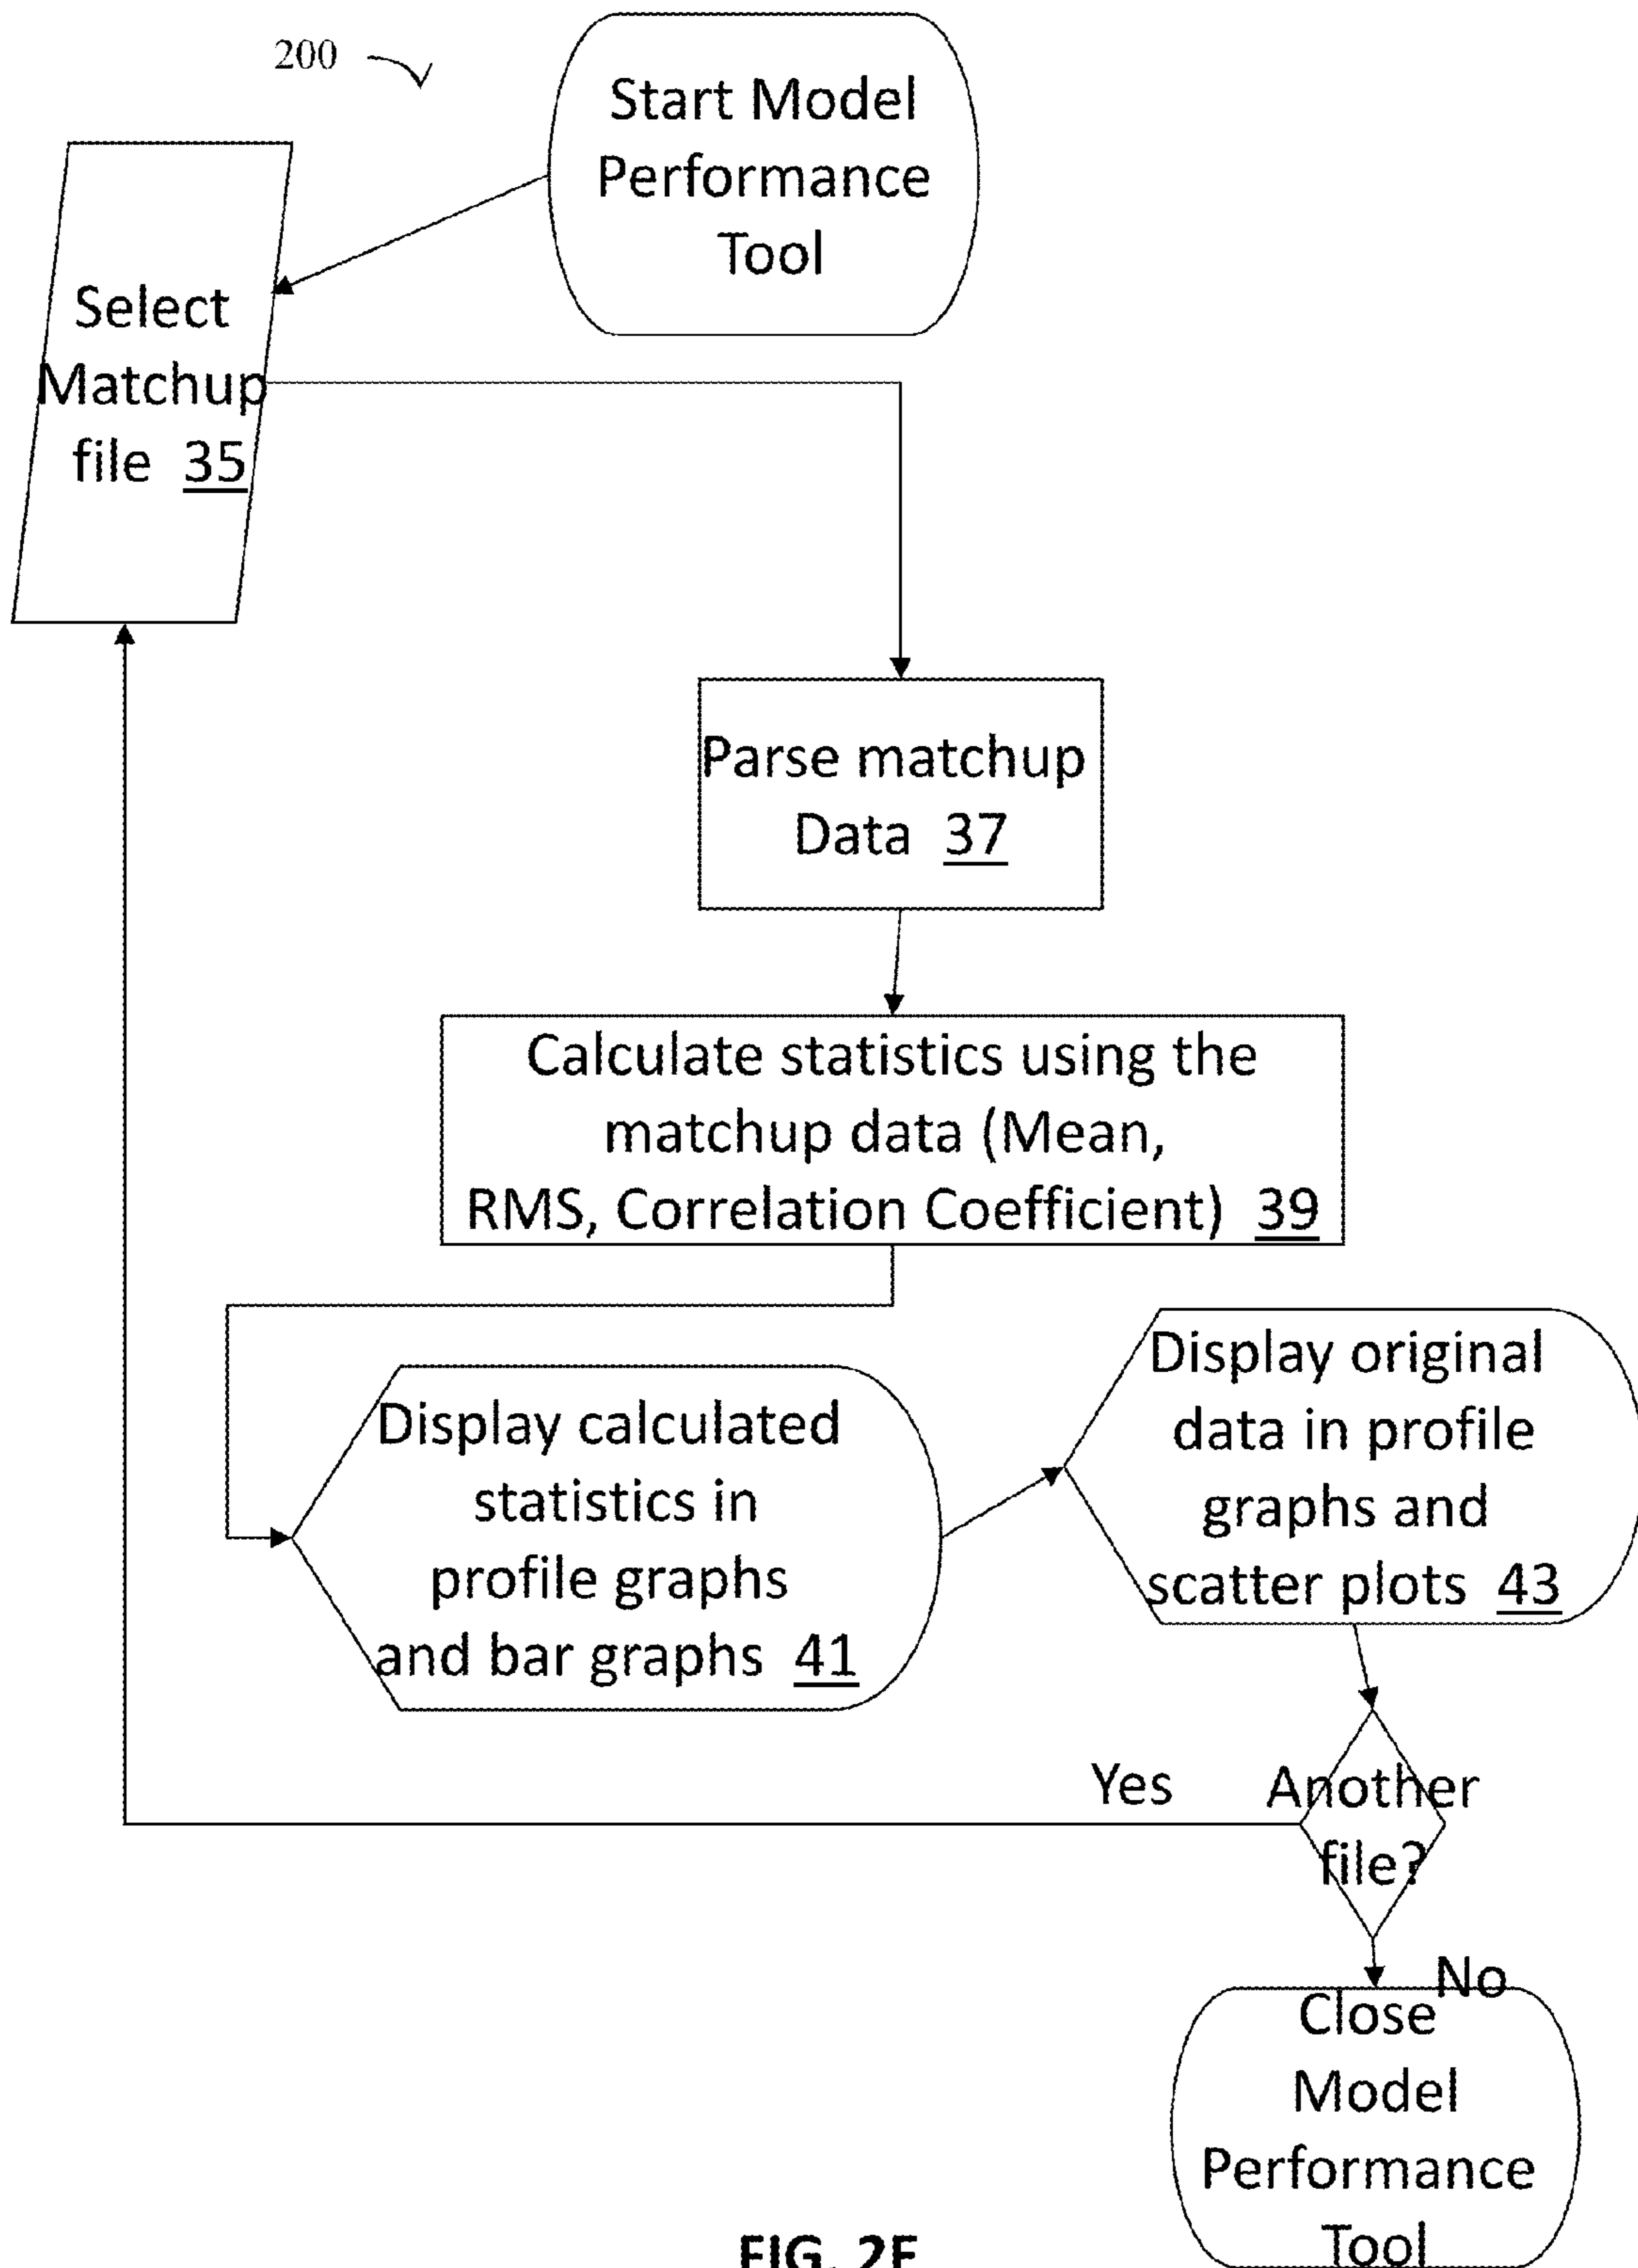 200
Start Model
Performance
Tool
Select
Matchup
file 35
Parse matchup
Data 37
Calculate statistics using the
matchup data (Mean,
RMS, Correlation Coefficient) 39
Display calculated
statistics in
profile graphs
and bar graphs 41
Display original
data in profile
graphs and
scatter plots 43
Yes
Another
file?
No
Close
Model
Performance
Tool